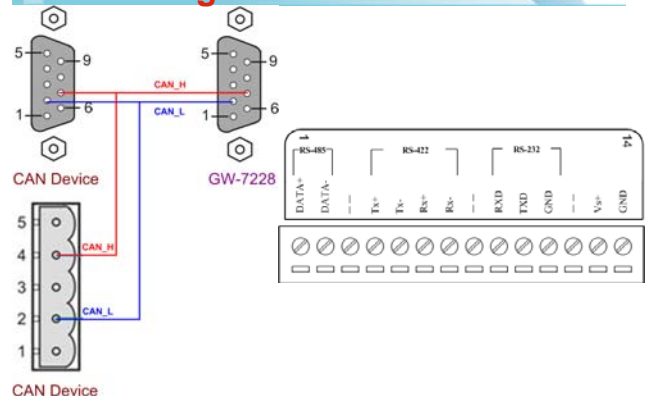 5
9
1
6
CAN_H
CAN_L
5
9
1
6
CAN Device
GW-7228
5
4
3
2
1
CAN_H
CAN_L
CAN Device
1
14
RS-485
RS-422
RS-232
DATA+
DATA-
Tx+
Tx-
Rx+
Rx-
RXD
TXD
GND
Vs+
GND